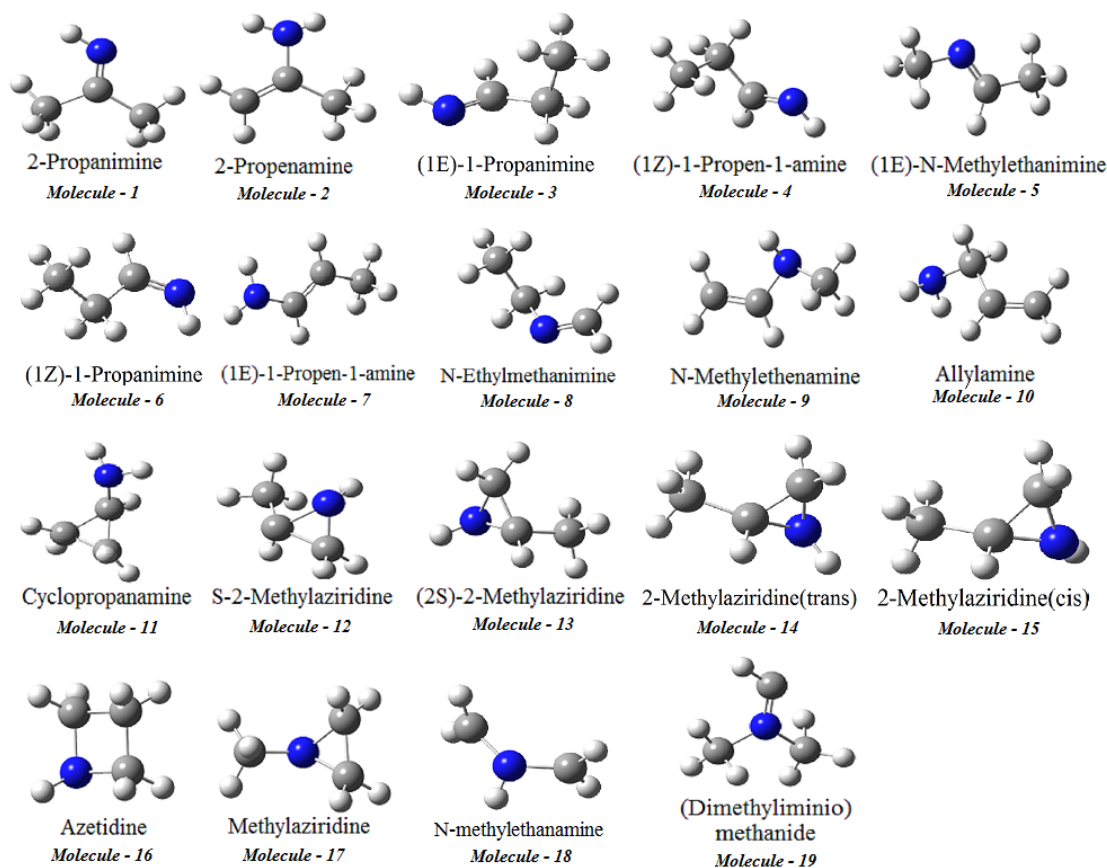 2-Propanimine
Molecule - 1
2-Propenamine
Molecule - 2
(1E)-1-Propanimine
Molecule - 3
(1Z)-1-Propen-1-amine
Molecule - 4
(1E)-N-Methylethanimine
Molecule - 5
(1Z)-1-Propanimine
Molecule - 6
(1E)-1-Propen-1-amine
Molecule - 7
N-Ethylmethanimine
Molecule - 8
N-Methylethenamine
Molecule - 9
Allylamine
Molecule - 10
Cyclopropanamine
Molecule - 11
S-2-Methylaziridine
Molecule - 12
(2S)-2-Methylaziridine
Molecule - 13
2-Methylaziridine(trans)
Molecule - 14
2-Methylaziridine(cis)
Molecule - 15
Azetidine
Molecule - 16
Methylaziridine
Molecule - 17
N-methylethanamine
Molecule - 18
(Dimethyliminio)
methanide
Molecule - 19